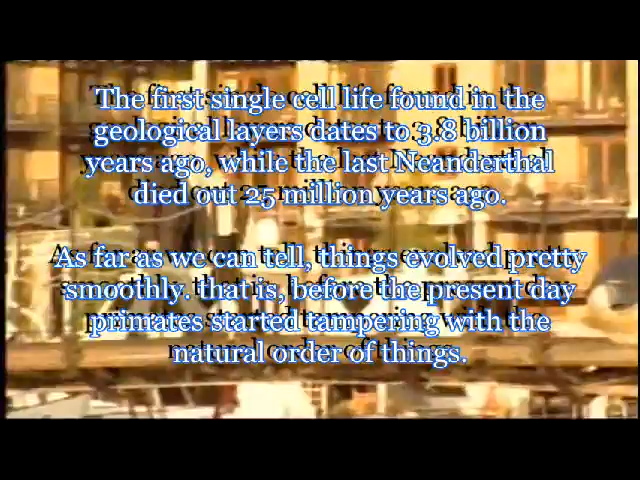 The first single cell life found in the
geological layers dates to 3.8 billion
years ago, while the last Neanderthal
died out 25 million years ago.
As far as we can tell, things evolved pretty
smoothly. that is, before the present day
primates started tampering with the
natural order of things.